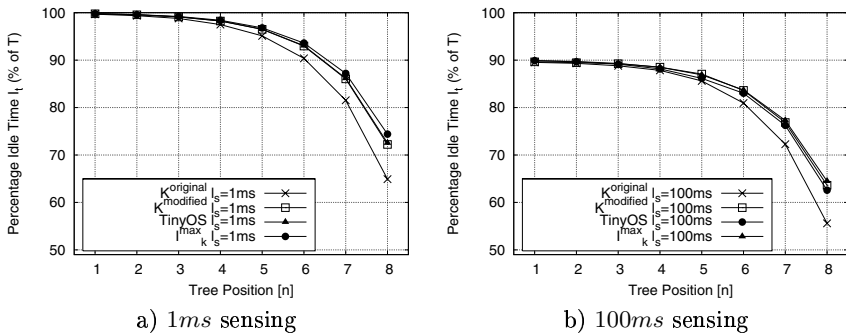 Percentage Idle Time I_t (% of T)
100
90
80
70
60
50
K^original l_s=1ms
K^modified l_s=1ms
TinyOS l_s=1ms
I^max_k l_s=1ms
1 2 3 4 5 6 7 8
Tree Position [n]
a) 1ms sensing
Percentage Idle Time I_t (% of T)
100
90
80
70
60
50
K^original l_s=100ms
K^modified l_s=100ms
TinyOS l_s=100ms
I^max_k l_s=100ms
1 2 3 4 5 6 7 8
Tree Position [n]
b) 100ms sensing